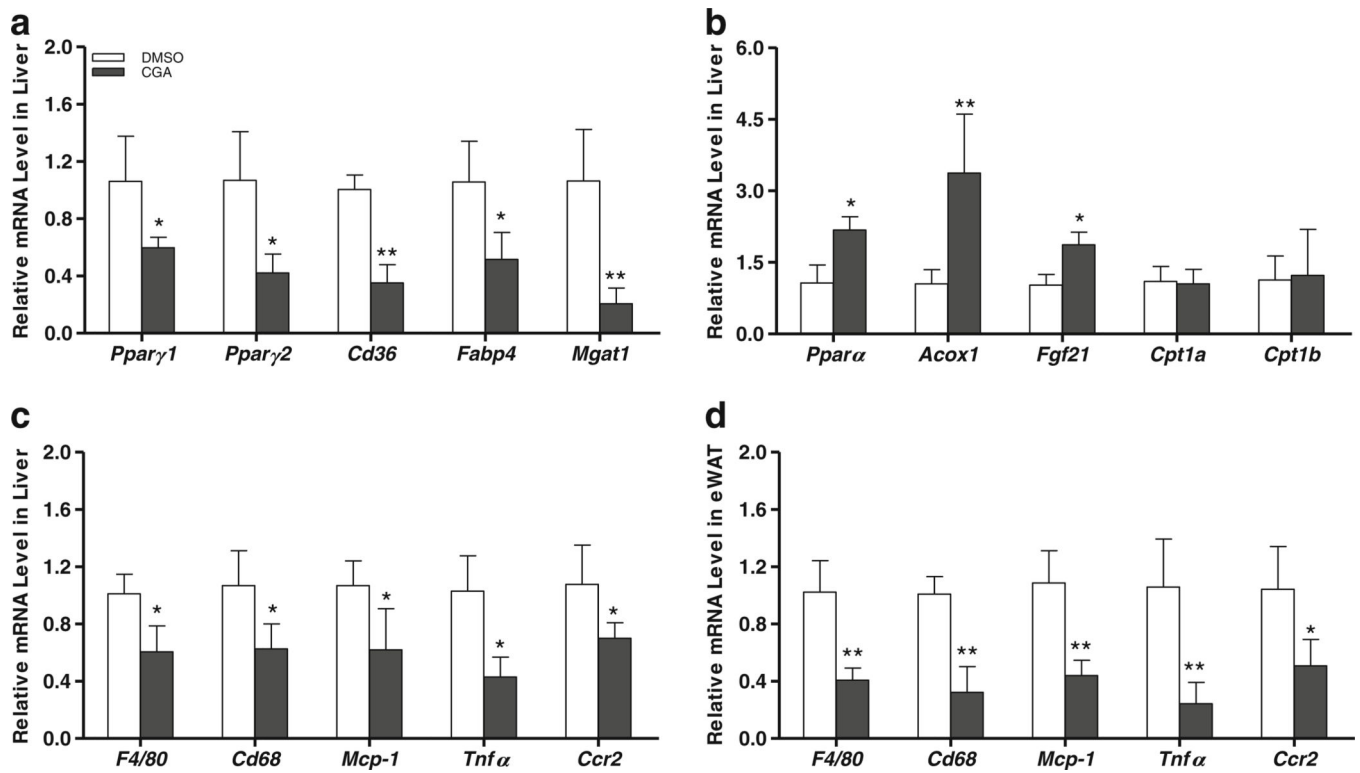 a
Relative mRNA Level in Liver
2.0
1.6
1.2
0.8
0.4
0.0
DMSO
CGA
* * ** * **
Pparγ1 Pparγ2 Cd36 Fabp4 Mgat1
b
Relative mRNA Level in Liver
6.0
4.5
3.0
1.5
0.0
* ** *
Pparα Acox1 Fgf21 Cpt1a Cpt1b
c
Relative mRNA Level in Liver
2.0
1.6
1.2
0.8
0.4
0.0
* * * * *
F4/80 Cd68 Mcp-1 Tnfα Ccr2
d
Relative mRNA Level in eWAT
2.0
1.6
1.2
0.8
0.4
0.0
** ** ** ** *
F4/80 Cd68 Mcp-1 Tnfα Ccr2